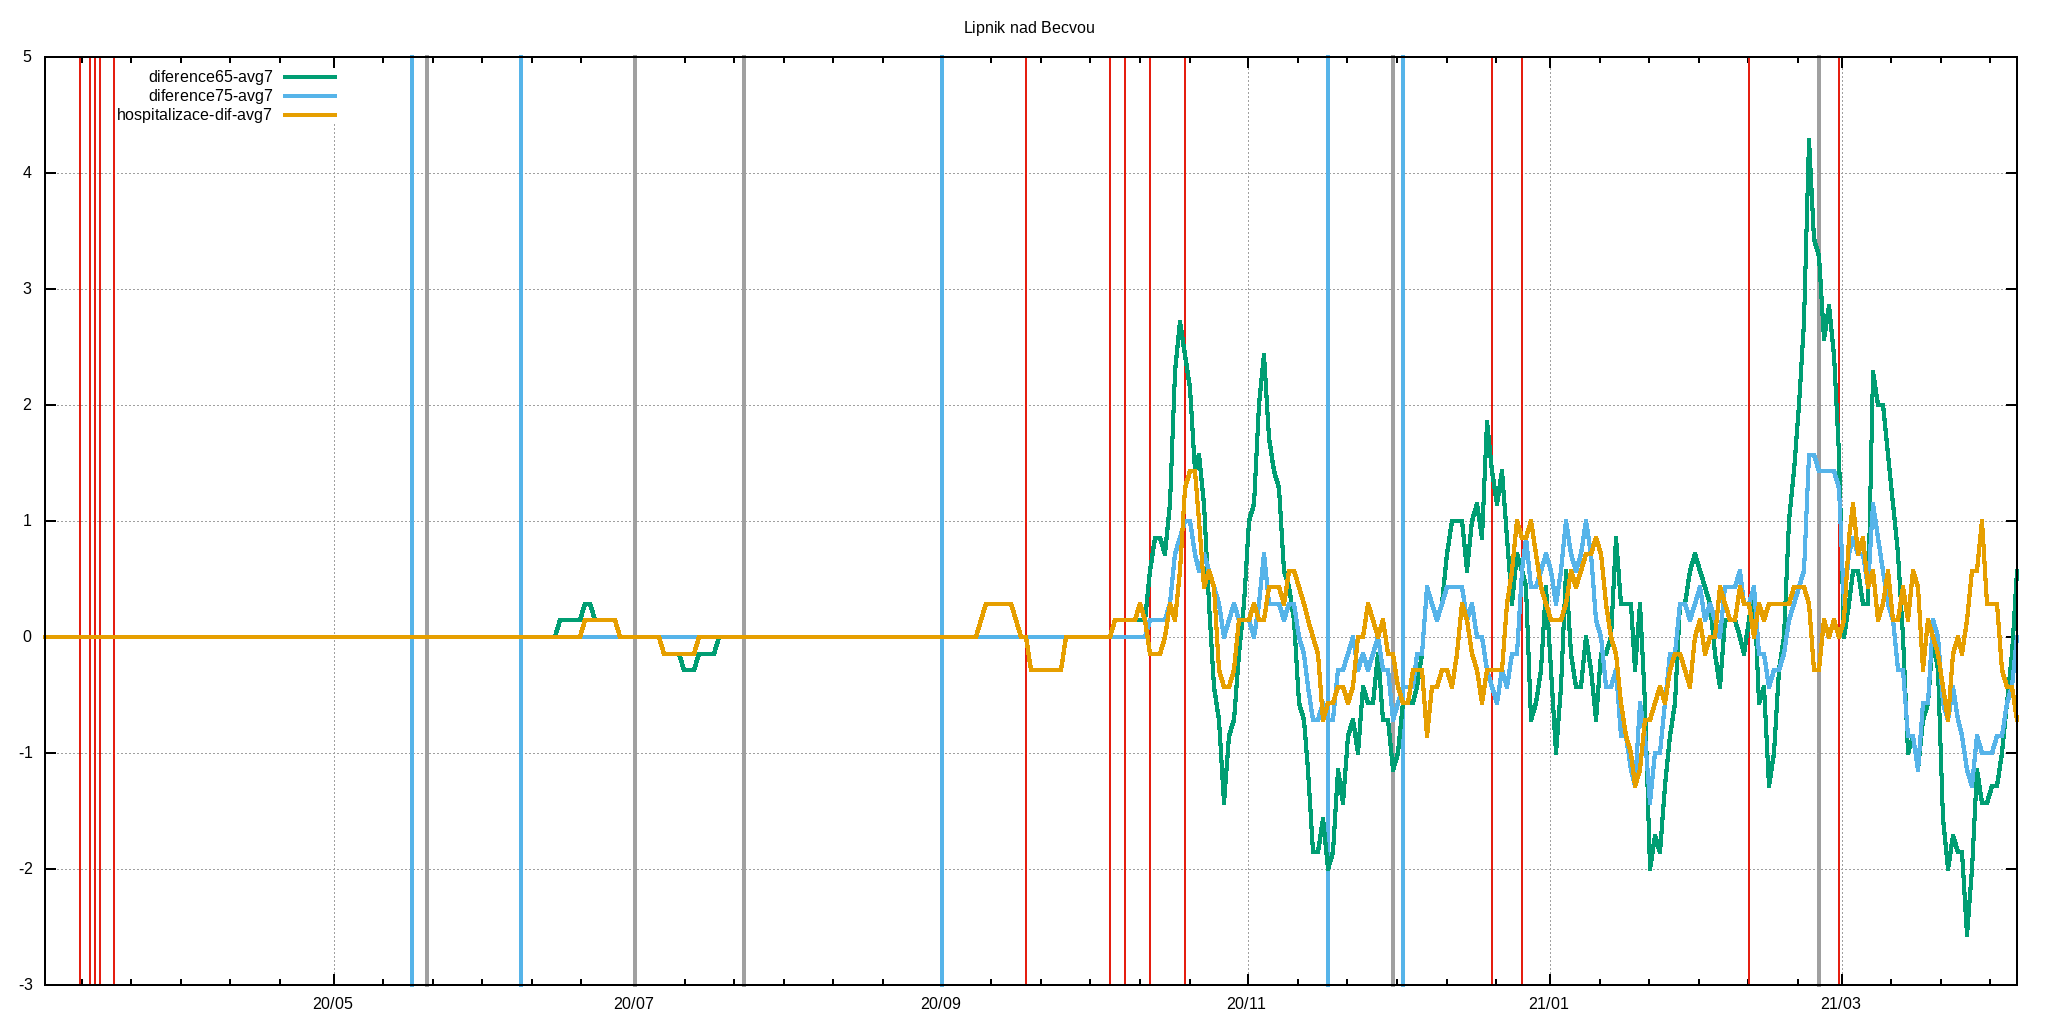 Lipnik nad Becvou
diference65-avg7
diference75-avg7
hospitalizace-dif-avg7
5
4
3
2
1
0
-1
-2
-3
20/05 20/07 20/09 20/11 21/01 21/03